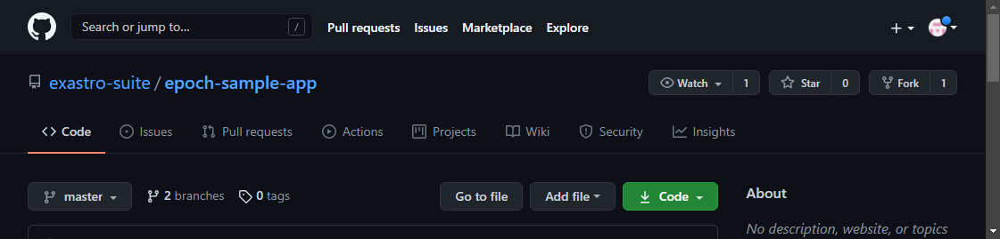 Search or jump to... / Pull requests Issues Marketplace Explore
exastro-suite / epoch-sample-app Watch 1 Star 0 Fork 1
Code Issues Pull requests Actions Projects Wiki Security Insights
master 2 branches 0 tags Go to file Add file Code About
No description, website, or topics